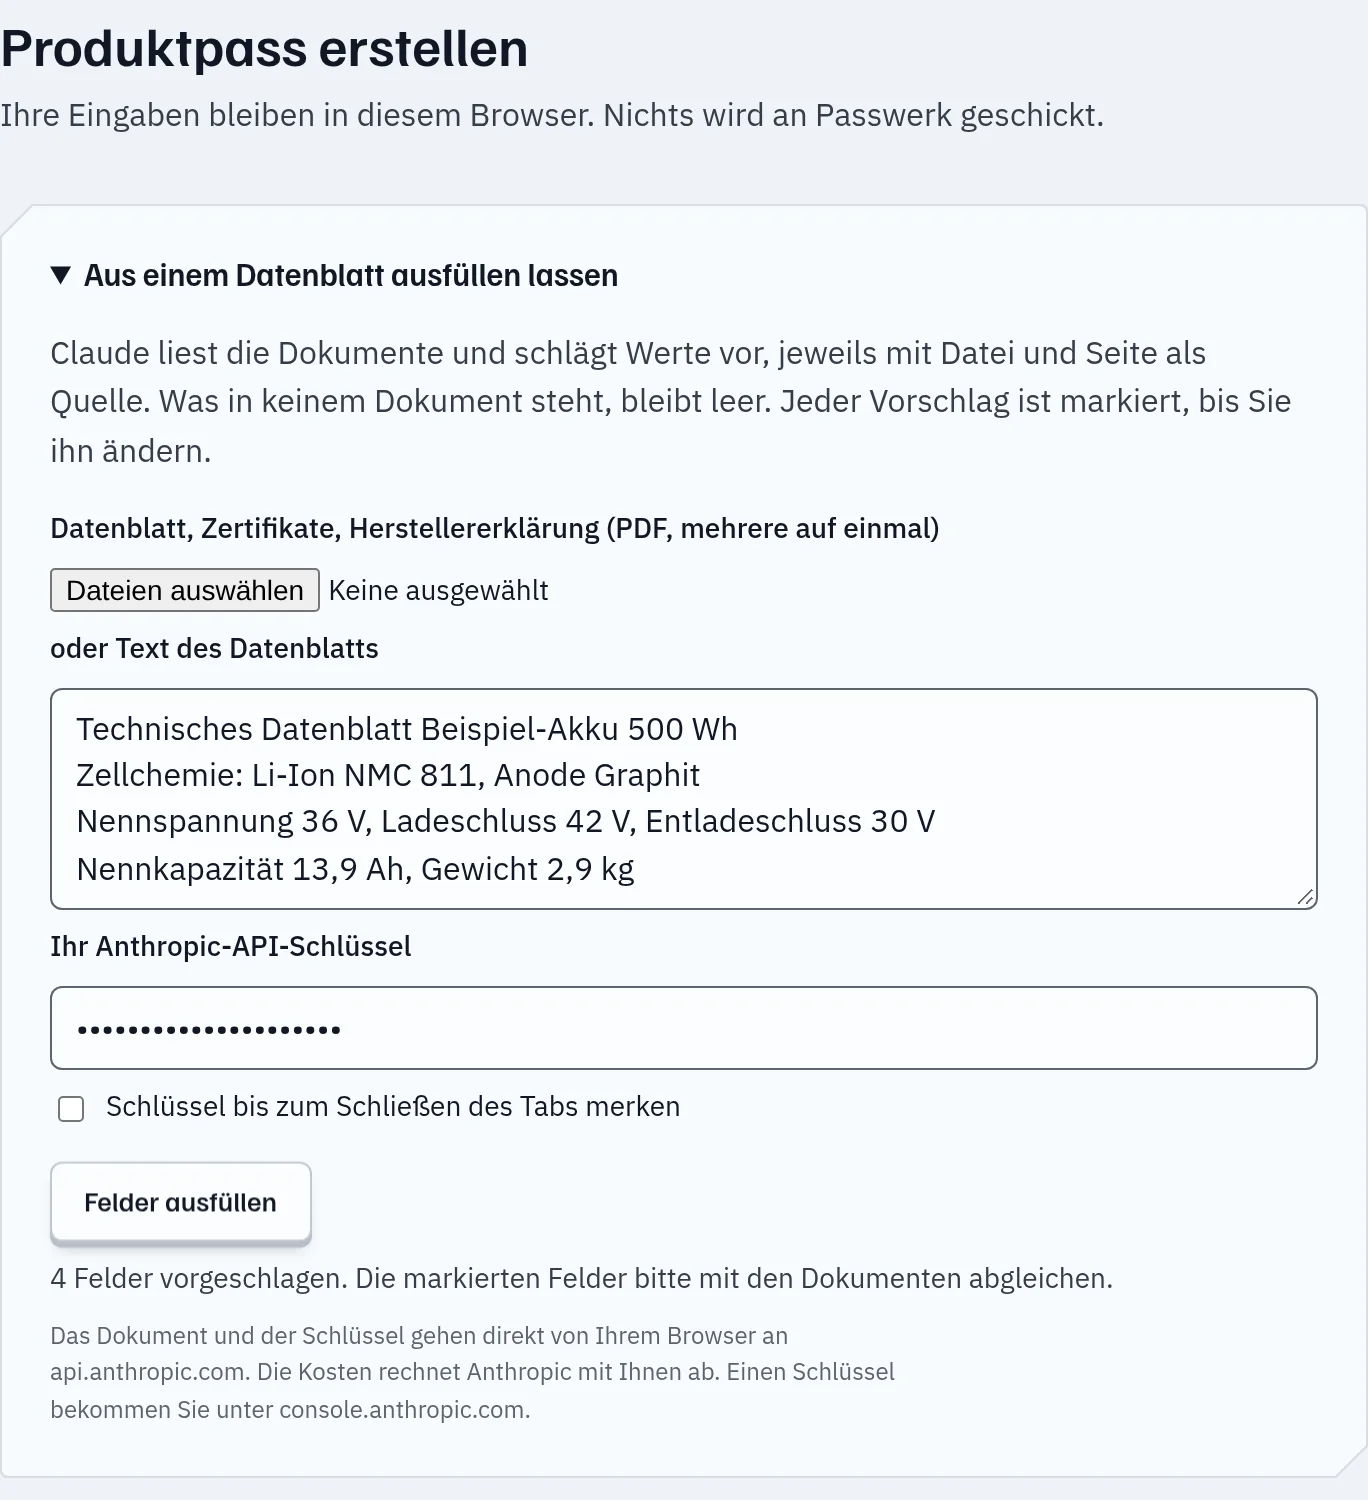 Produktpass erstellen
Ihre Eingaben bleiben in diesem Browser. Nichts wird an Passwerk geschickt.
▼ Aus einem Datenblatt ausfüllen lassen
Claude liest die Dokumente und schlägt Werte vor, jeweils mit Datei und Seite als
Quelle. Was in keinem Dokument steht, bleibt leer. Jeder Vorschlag ist markiert, bis Sie
ihn ändern.
Datenblatt, Zertifikate, Herstellererklärung (PDF, mehrere auf einmal)
Dateien auswählen Keine ausgewählt
oder Text des Datenblatts
Technisches Datenblatt Beispiel-Akku 500 Wh
Zellchemie: Li-Ion NMC 811, Anode Graphit
Nennspannung 36 V, Ladeschluss 42 V, Entladeschluss 30 V
Nennkapazität 13,9 Ah, Gewicht 2,9 kg
Ihr Anthropic-API-Schlüssel
•••••••••••••••••••••
Schlüssel bis zum Schließen des Tabs merken
Felder ausfüllen
4 Felder vorgeschlagen. Die markierten Felder bitte mit den Dokumenten abgleichen.
Das Dokument und der Schlüssel gehen direkt von Ihrem Browser an
api.anthropic.com. Die Kosten rechnet Anthropic mit Ihnen ab. Einen Schlüssel
bekommen Sie unter console.anthropic.com.